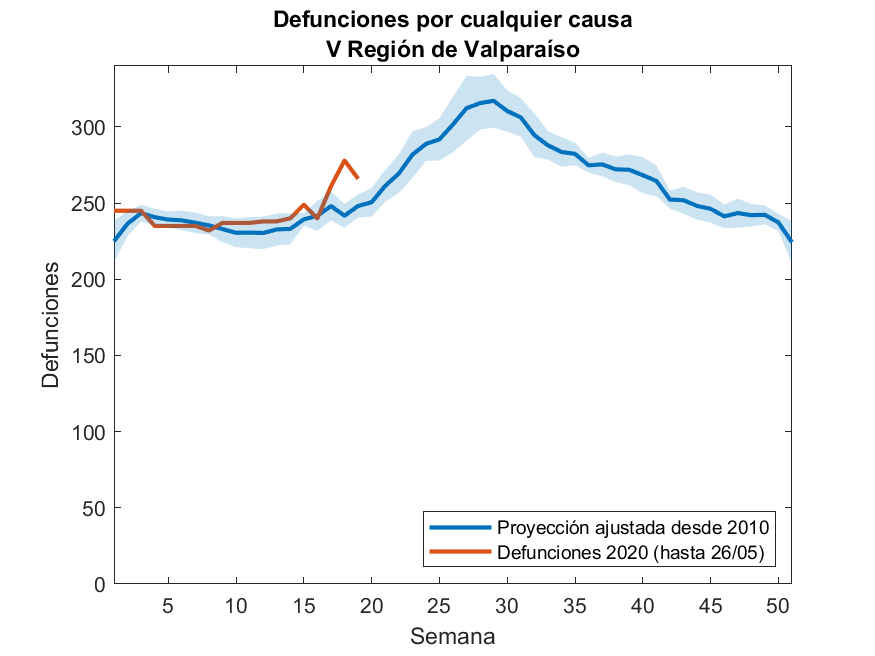 Defunciones por cualquier causa
V Región de Valparaíso
Defunciones
300
250
200
150
100
50
0
5 10 15 20 25 30 35 40 45 50
Semana
Proyección ajustada desde 2010
Defunciones 2020 (hasta 26/05)